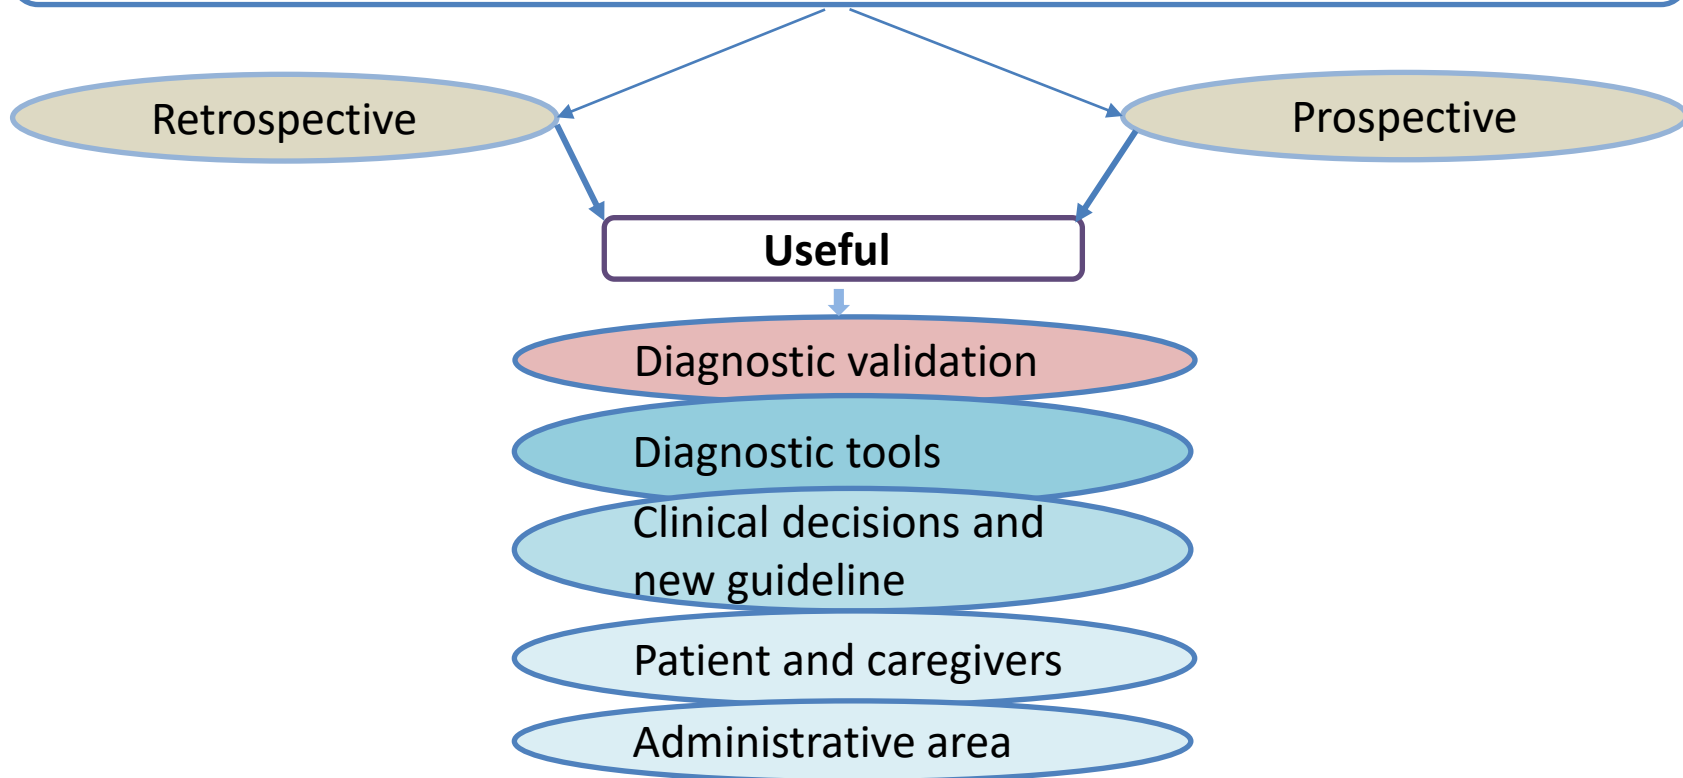 Retrospective
Prospective
Useful
Diagnostic validation
Diagnostic tools
Clinical decisions and
new guideline
Patient and caregivers
Administrative area